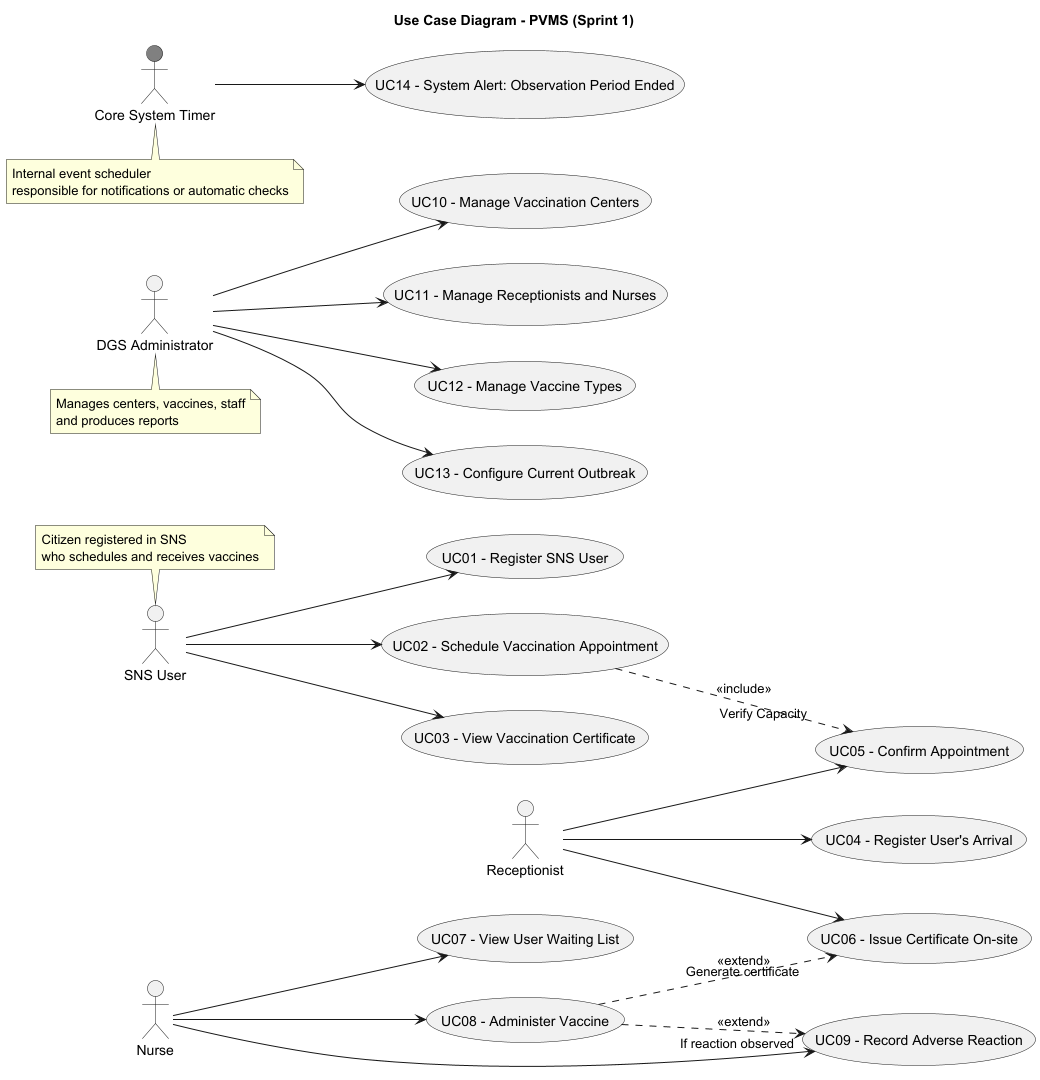 Use Case Diagram - PVMS (Sprint 1)
Core System Timer
UC14 - System Alert: Observation Period Ended
Internal event scheduler
responsible for notifications or automatic checks
UC10 - Manage Vaccination Centers
UC11 - Manage Receptionists and Nurses
DGS Administrator
UC12 - Manage Vaccine Types
Manages centers, vaccines, staff
and produces reports
UC13 - Configure Current Outbreak
Citizen registered in SNS
who schedules and receives vaccines
UC01 - Register SNS User
SNS User
UC02 - Schedule Vaccination Appointment
«include»
Verify Capacity
UC03 - View Vaccination Certificate
UC05 - Confirm Appointment
Receptionist
UC04 - Register User's Arrival
UC07 - View User Waiting List
UC06 - Issue Certificate On-site
«extend»
Generate certificate
Nurse
UC08 - Administer Vaccine
«extend»
If reaction observed
UC09 - Record Adverse Reaction